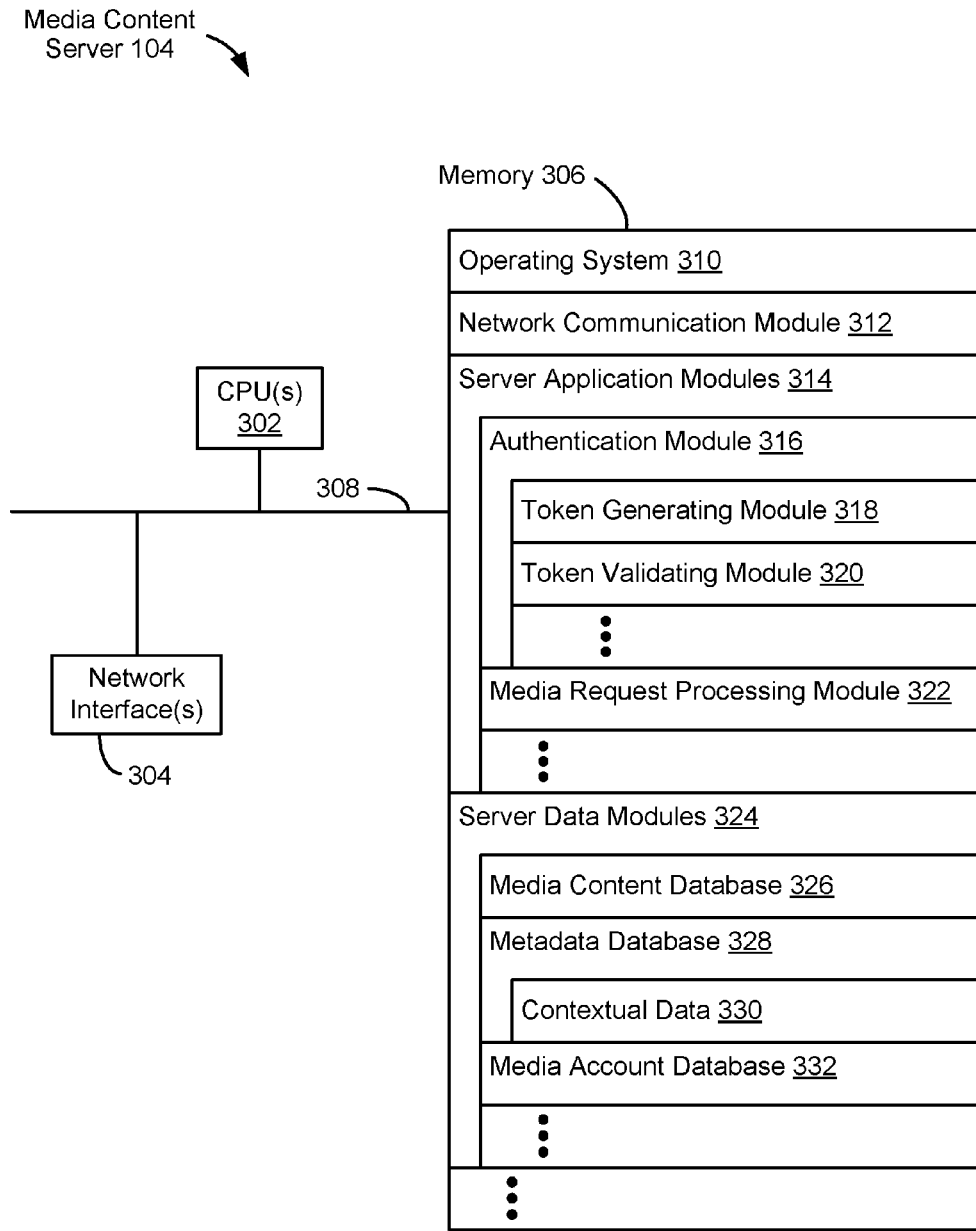 Media Content
Server 104
Memory 306
Operating System 310
Network Communication Module 312
Server Application Modules 314
CPU(s)
302
Authentication Module 316
308
Token Generating Module 318
Token Validating Module 320
Network
Interface(s)
304
Media Request Processing Module 322
Server Data Modules 324
Media Content Database 326
Metadata Database 328
Contextual Data 330
Media Account Database 332